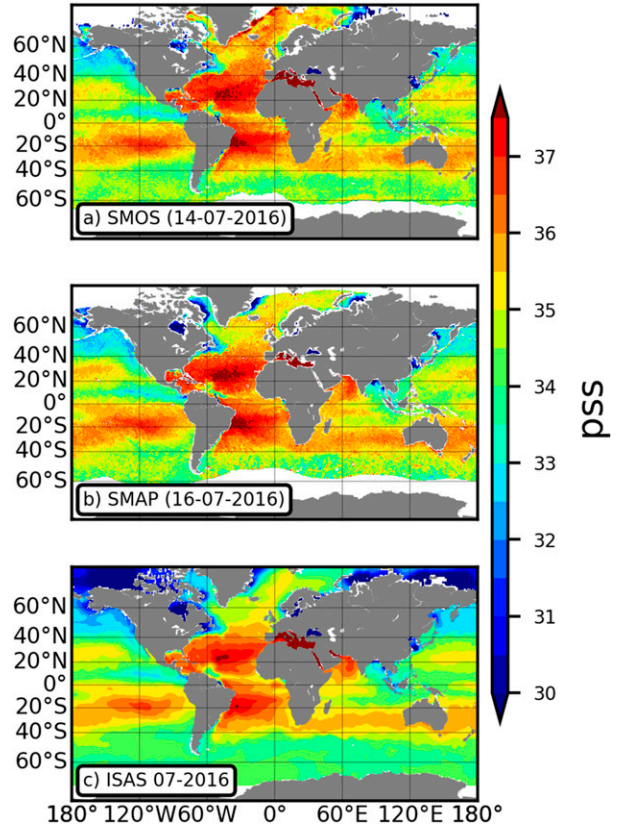 60°N
40°N
20°N
0°
20°S
40°S
60°S
a) SMOS (14-07-2016)
60°N
40°N
20°N
0°
20°S
40°S
60°S
b) SMAP (16-07-2016)
60°N
40°N
20°N
0°
20°S
40°S
60°S
c) ISAS 07-2016
180° 120°W 60°W 0° 60°E 120°E 180°
37
36
35
34
33
32
31
30
pss